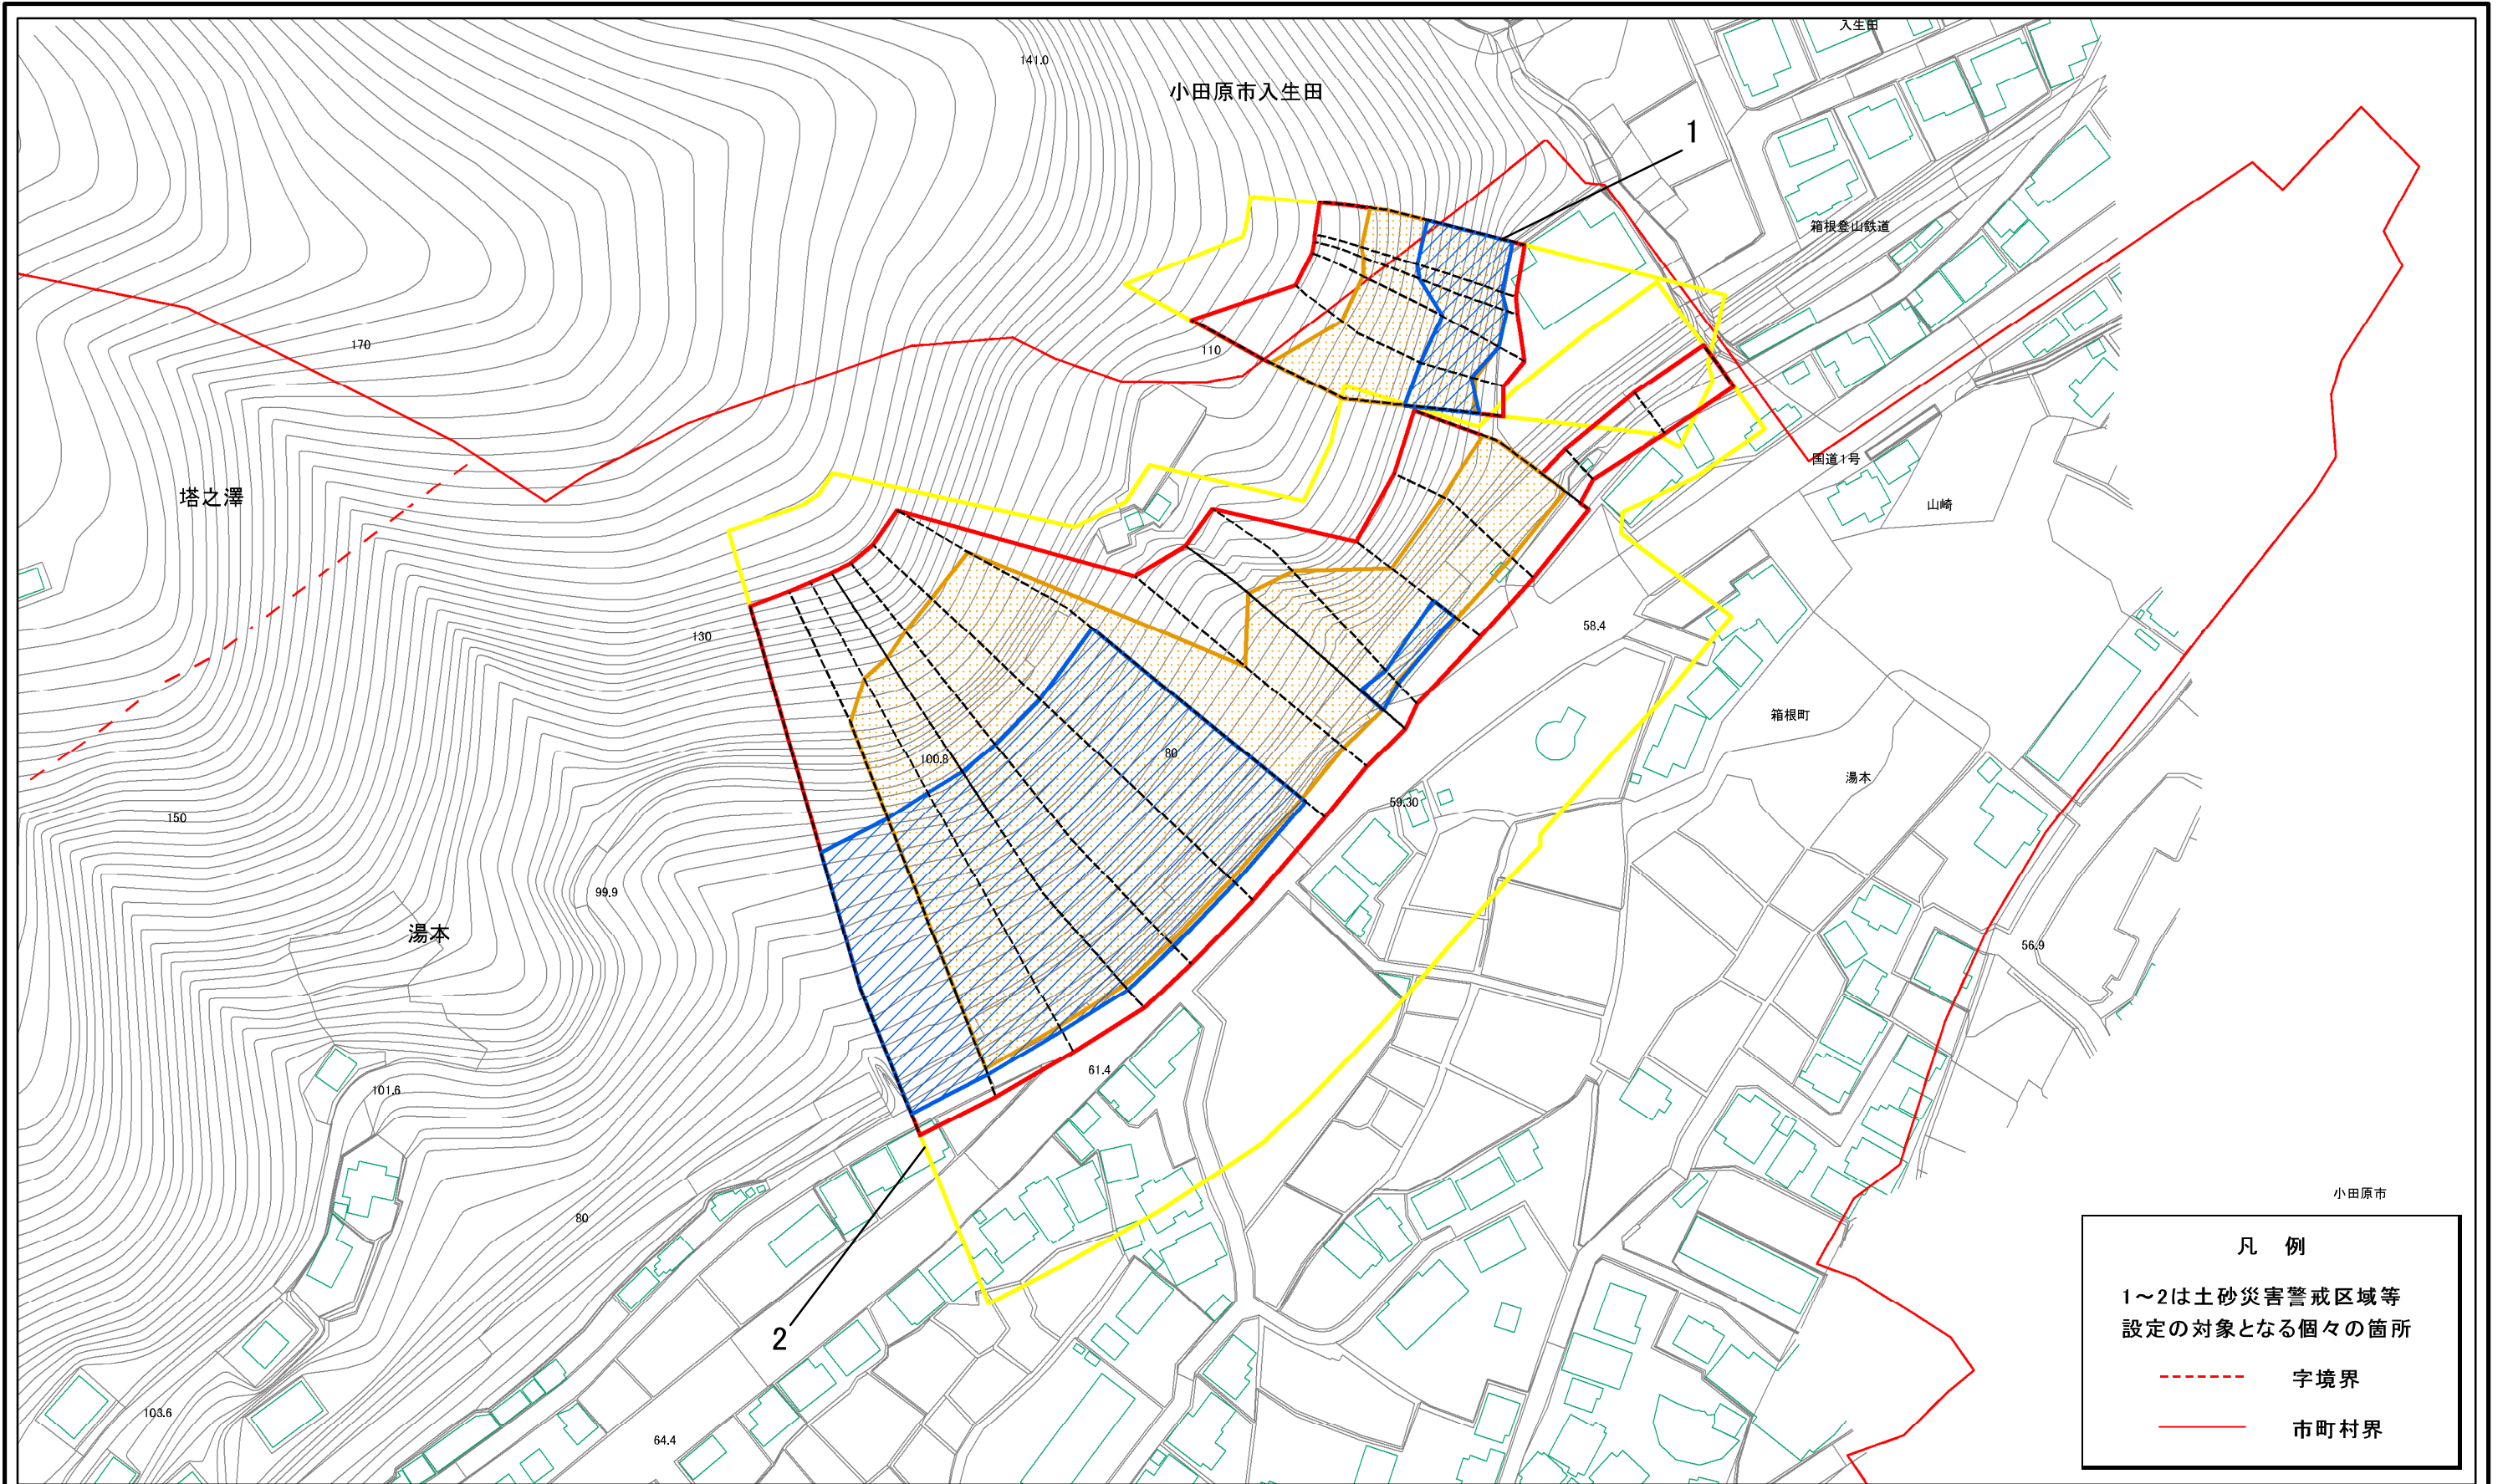 入生田
141.0
小田原市入生田
1
箱根登山鉄道
170
110
国道1号
塔之澤
山崎
58.4
130
箱根町
80
100.8
湯本
59.30
150
99.9
湯本
56.9
61.4
101.6
小田原市
80
2
103.6
64.4
凡 例
1～2は土砂災害警戒区域等
設定の対象となる個々の箇所
字境界
市町村界